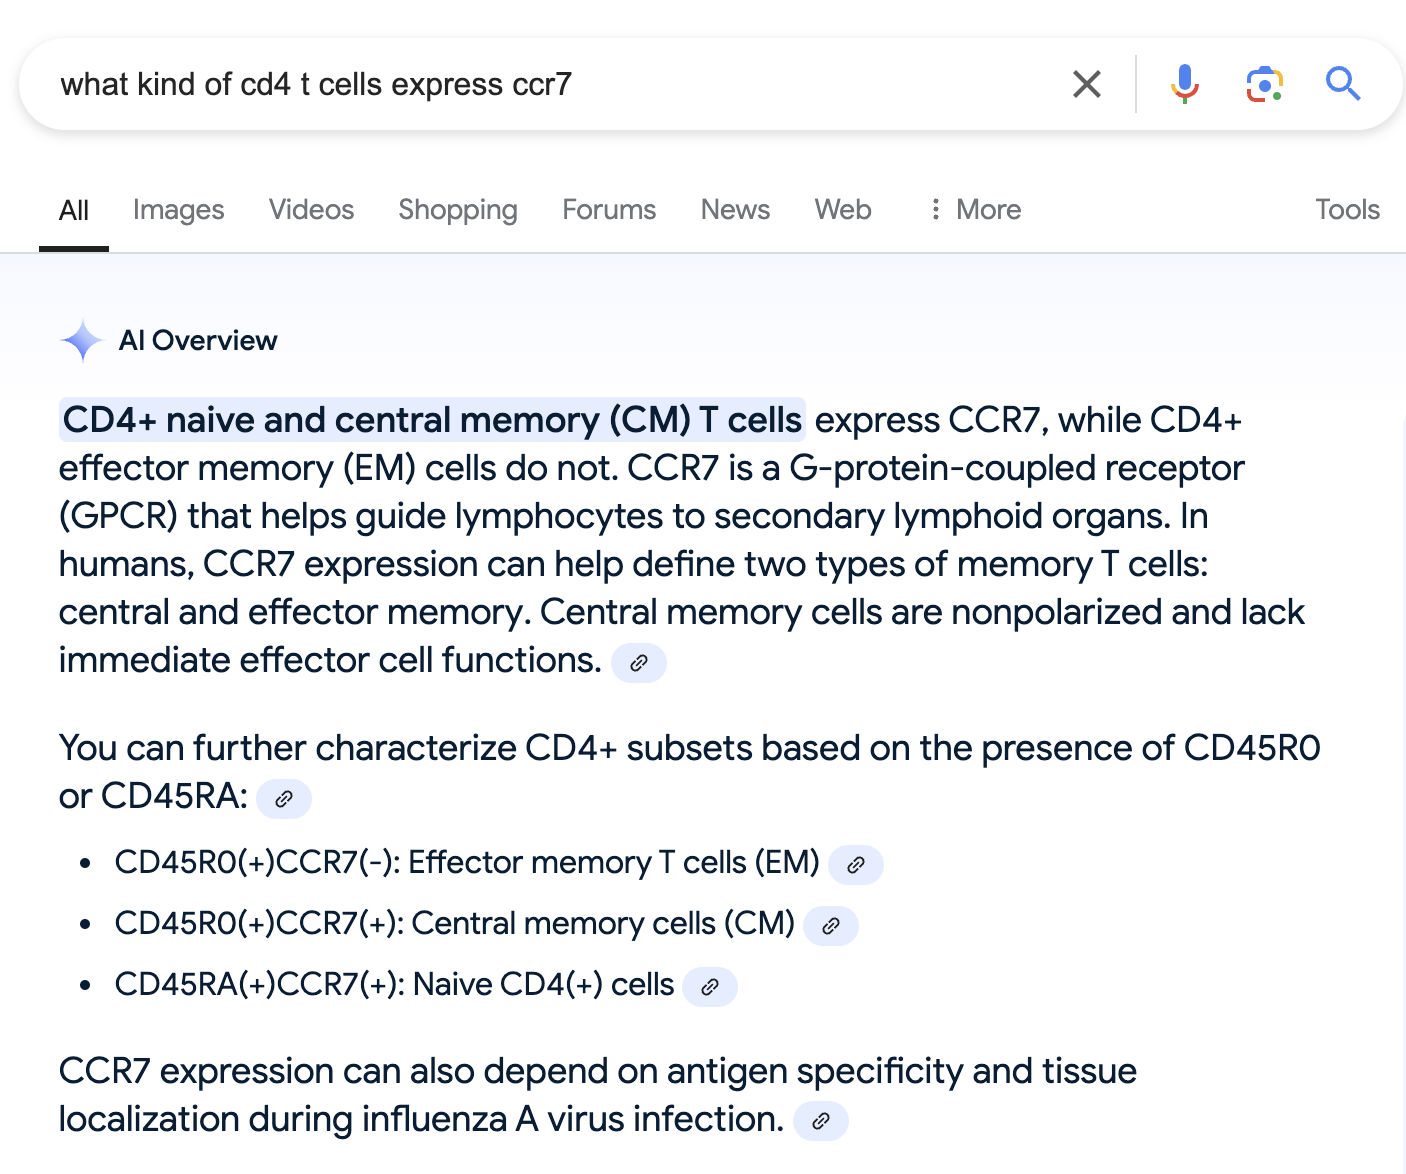 what kind of cd4 t cells express ccr7
All Images Videos Shopping Forums News Web More Tools
AI Overview
CD4+ naive and central memory (CM) T cells express CCR7, while CD4+
effector memory (EM) cells do not. CCR7 is a G-protein-coupled receptor
(GPCR) that helps guide lymphocytes to secondary lymphoid organs. In
humans, CCR7 expression can help define two types of memory T cells:
central and effector memory. Central memory cells are nonpolarized and lack
immediate effector cell functions.
You can further characterize CD4+ subsets based on the presence of CD45R0
or CD45RA:
• CD45R0(+)CCR7(-): Effector memory T cells (EM)
• CD45R0(+)CCR7(+): Central memory cells (CM)
• CD45RA(+)CCR7(+): Naive CD4(+) cells
CCR7 expression can also depend on antigen specificity and tissue
localization during influenza A virus infection.